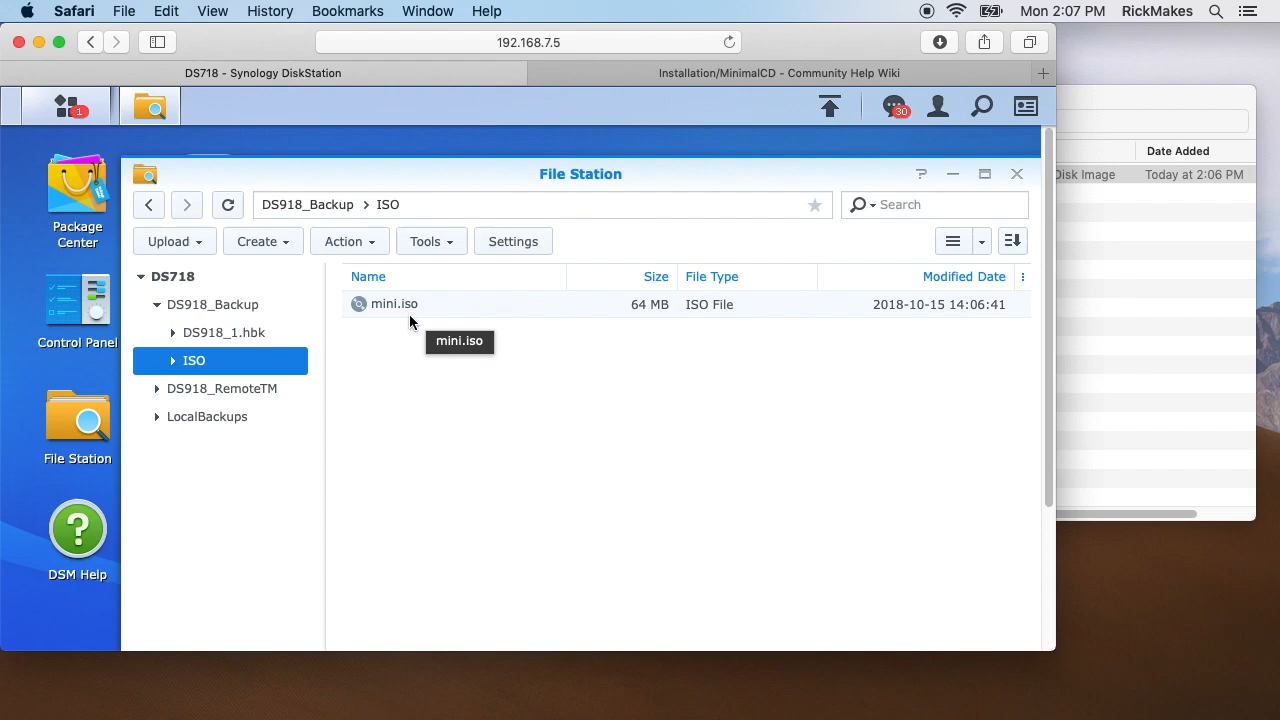 Safari File Edit View History Bookmarks Window Help Mon 2:07 PM RickMakes
192.168.7.5
DS718 - Synology DiskStation Installation/MinimalCD - Community Help Wiki
1 30
Date Added
Disk Image Today at 2:06 PM
File Station
DS918_Backup ISO
Search
Upload Create Action Tools Settings
Package
Center
DS718
Name Size File Type Modified Date
DS918_Backup
mini.iso 64 MB ISO File 2018-10-15 14:06:41
DS918_1.hbk
mini.iso
Control Panel
ISO
DS918_RemoteTM
LocalBackups
File Station
?
DSM Help